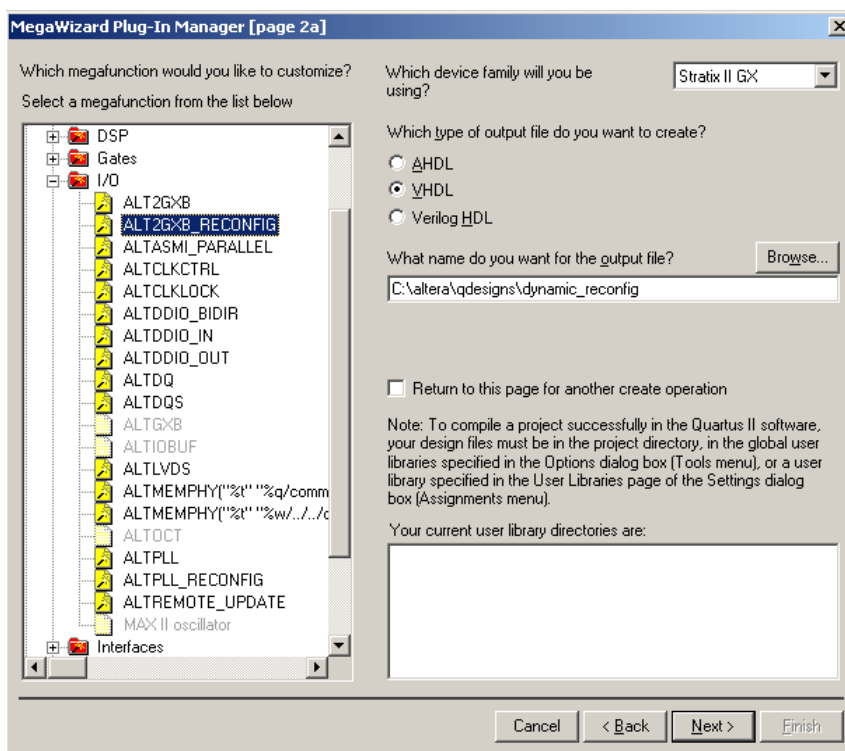 MegaWizard Plug-In Manager [page 2a]
Which megafunction would you like to customize?
Select a megafunction from the list below
DSP
Gates
I/O
ALT2GXB
ALT2GXB_RECONFIG
ALTASMI_PARALLEL
ALTCLKCTRL
ALTCLKLOCK
ALTDDIO_BIDIR
ALTDDIO_IN
ALTDDIO_OUT
ALTDQ
ALTDQS
ALTGXB
ALTIOBUF
ALTLVDS
ALTMEMPHY("%t" "%q/comm
ALTMEMPHY("%t" "%w/../../c
ALTOCT
ALTPLL
ALTPLL_RECONFIG
ALTREMOTE_UPDATE
MAX II oscillator
Interfaces
Which device family will you be
using?
Stratix II GX
Which type of output file do you want to create?
AHDL
VHDL
Verilog HDL
What name do you want for the output file?
Browse...
C:\altera\qdesigns\dynamic_reconfig
Return to this page for another create operation
Note: To compile a project successfully in the Quartus II software,
your design files must be in the project directory, in the global user
libraries specified in the Options dialog box (Tools menu), or a user
library specified in the User Libraries page of the Settings dialog
box (Assignments menu).
Your current user library directories are:
Cancel
< Back
Next >
Finish